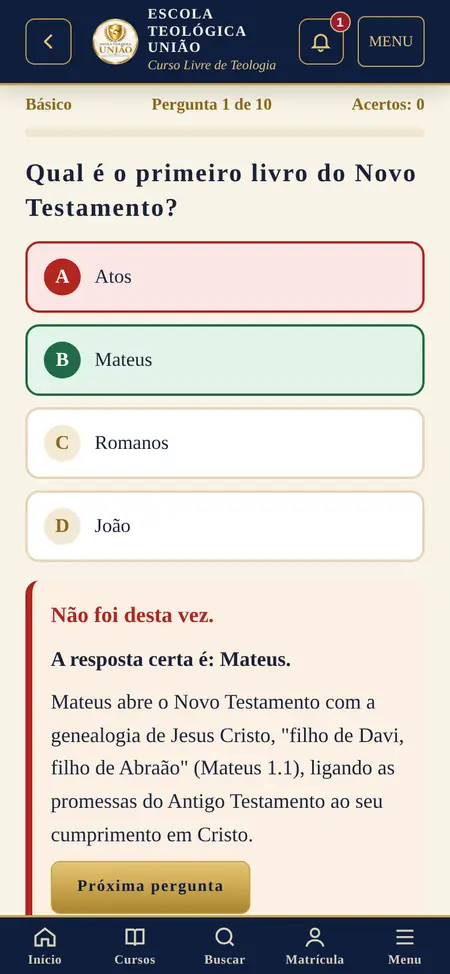 ESCOLA
TEOLÓGICA
UNIÃO
Curso Livre de Teologia
1
MENU
Básico
Pergunta 1 de 10
Acertos: 0
Qual é o primeiro livro do Novo
Testamento?
A Atos
B Mateus
C Romanos
D João
Não foi desta vez.
A resposta certa é: Mateus.
Mateus abre o Novo Testamento com a
genealogia de Jesus Cristo, "filho de Davi,
filho de Abraão" (Mateus 1.1), ligando as
promessas do Antigo Testamento ao seu
cumprimento em Cristo.
Próxima pergunta
Início
Cursos
Buscar
Matrícula
Menu